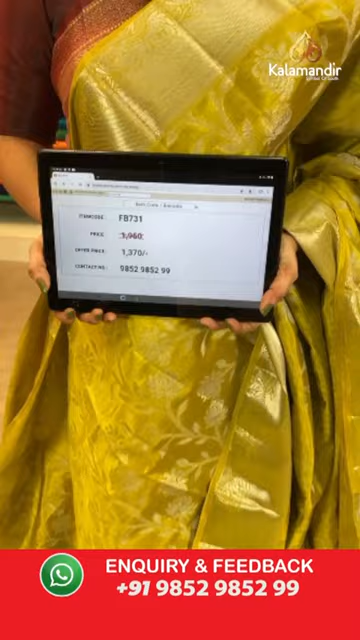 Kalamandir
ITEMCODE : FB731
PRICE : 1,960
OFFER PRICE : 1,370/-
CONTACT NO : 9852 9852 99
ENQUIRY & FEEDBACK
+91 9852 9852 99